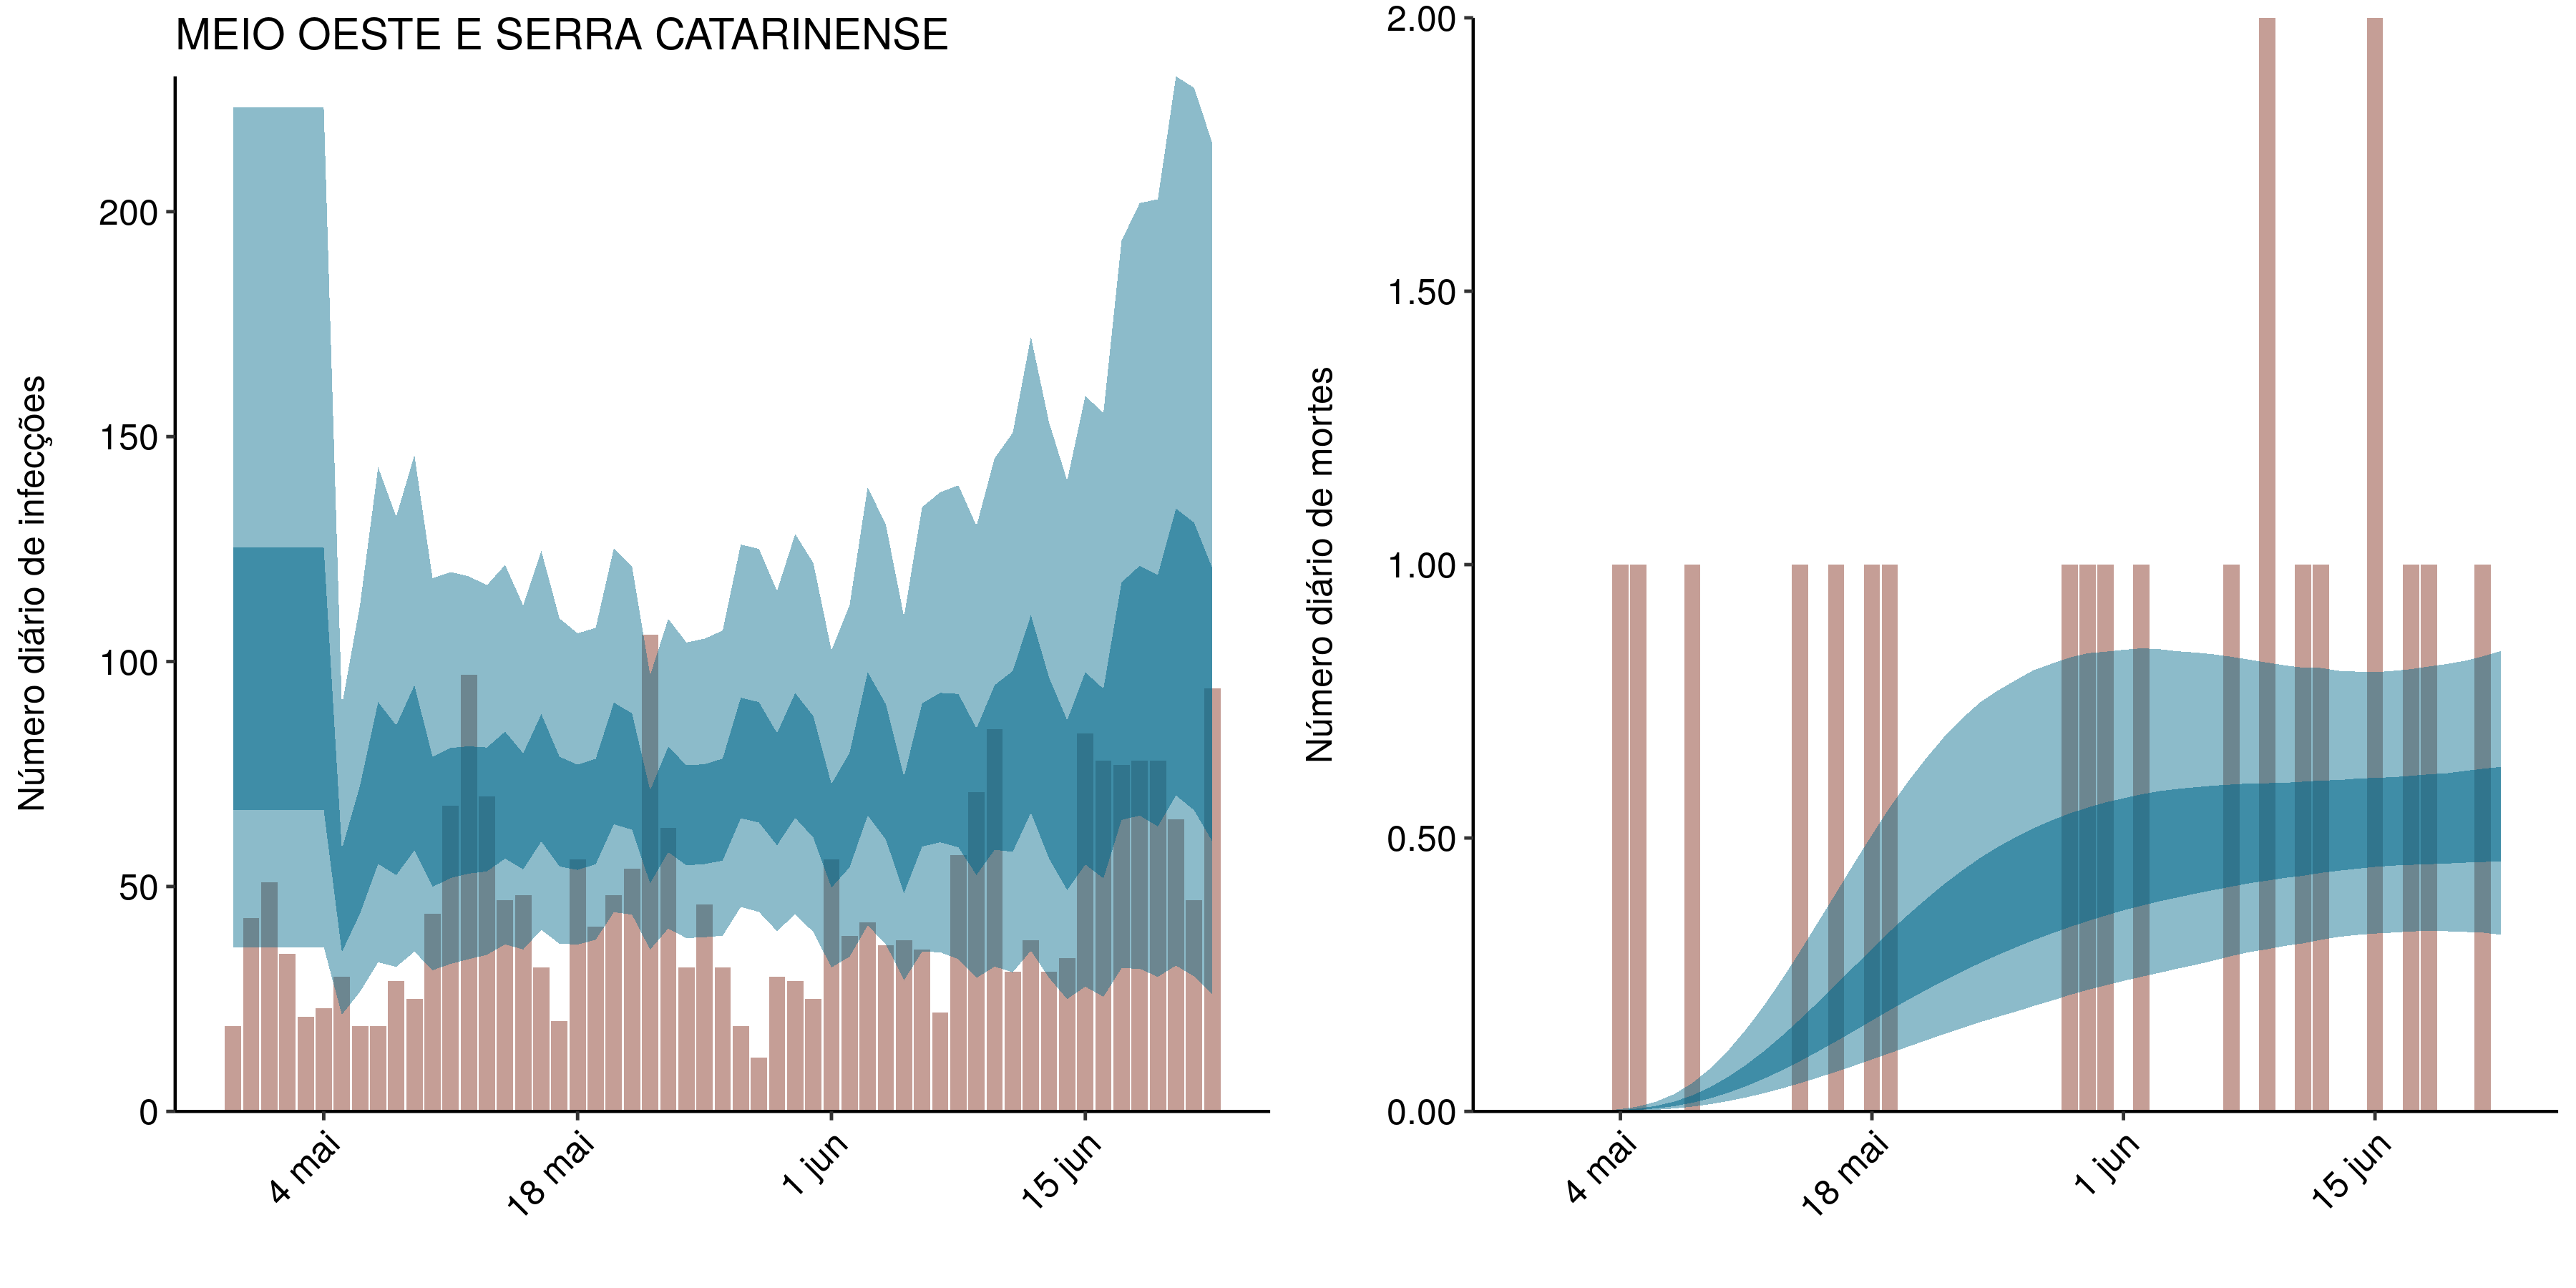 MEIO OESTE E SERRA CATARINENSE
Número diário de infecções
200
150
100
50
0
4 mai
18 mai
1 jun
15 jun
Número diário de mortes
2.00
1.50
1.00
0.50
0.00
4 mai
18 mai
1 jun
15 jun